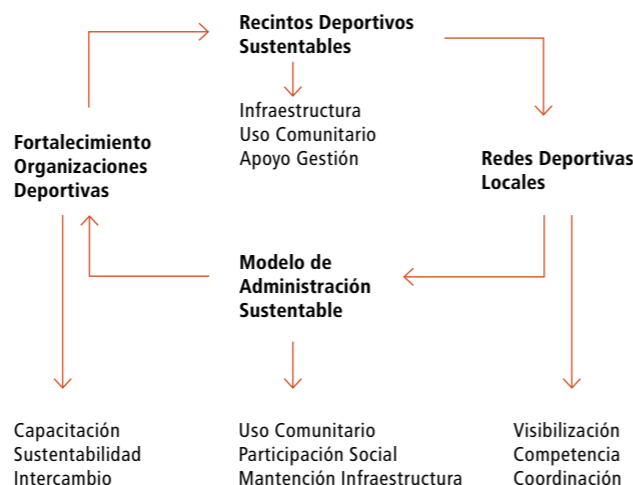 Recintos Deportivos
Sustentables
Infraestructura
Uso Comunitario
Apoyo Gestión
Fortalecimiento
Organizaciones
Deportivas
Redes Deportivas
Locales
Modelo de
Administración
Sustentable
Capacitación
Sustentabilidad
Intercambio
Uso Comunitario
Participación Social
Mantención Infraestructura
Visibilización
Competencia
Coordinación